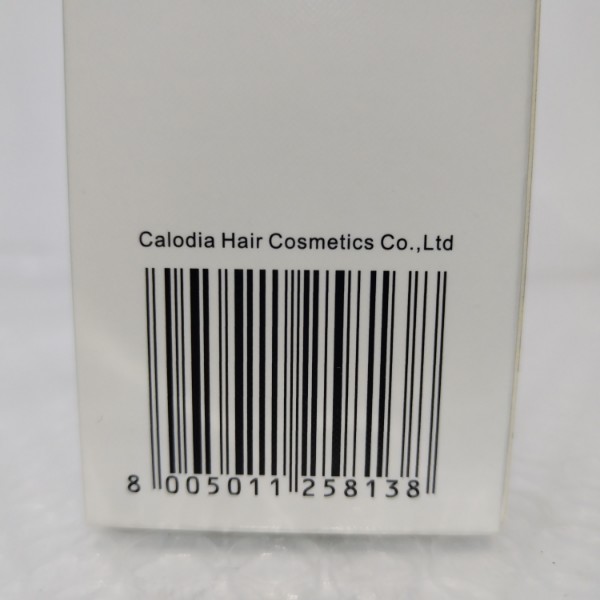 Calodia Hair Cosmetics Co.,Ltd
8 005011 258138